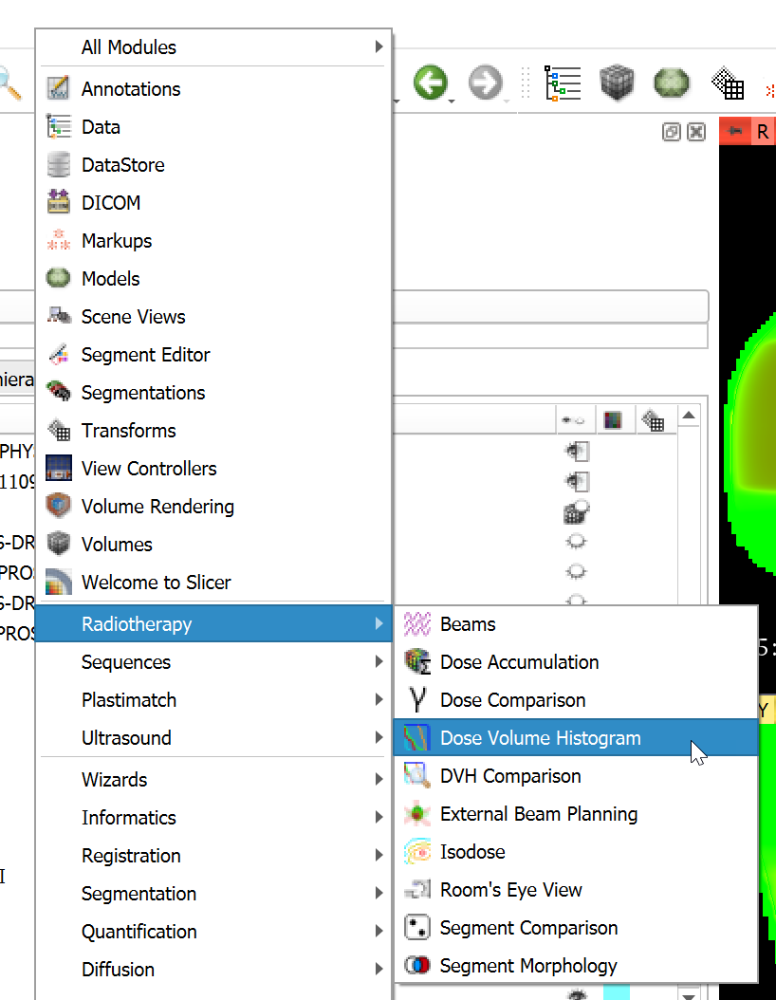 All Modules
Annotations
Data
DataStore
DICOM
Markups
Models
Scene Views
Segment Editor
Segmentations
Transforms
View Controllers
Volume Rendering
Volumes
Welcome to Slicer
Radiotherapy
Sequences
Plastimatch
Ultrasound
Wizards
Informatics
Registration
Segmentation
Quantification
Diffusion
Beams
Dose Accumulation
Dose Comparison
Dose Volume Histogram
DVH Comparison
External Beam Planning
Isodose
Room's Eye View
Segment Comparison
Segment Morphology
R
Y
5:
niera
PHY
1109
S-DR
PROS
S-DR
PROS
I